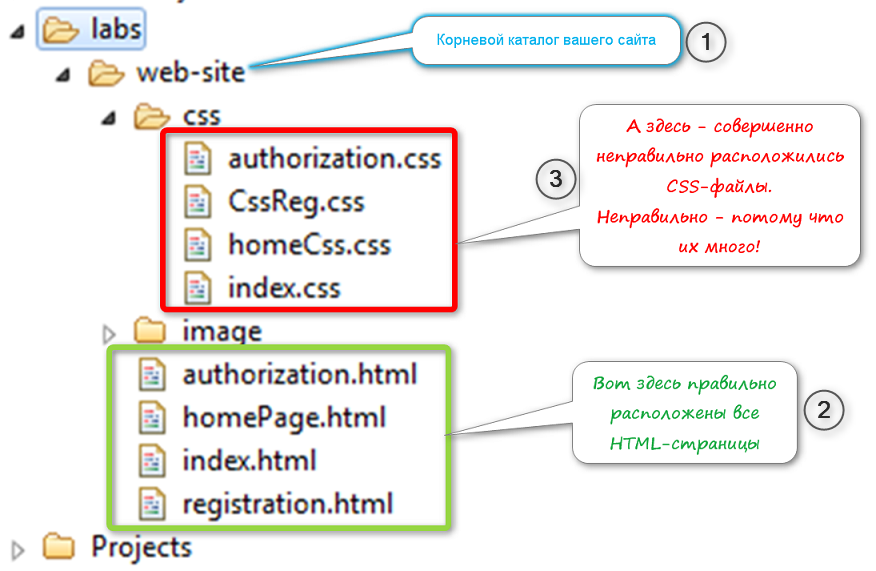 labs
web-site
Корневой каталог вашего сайта
1
css
authorization.css
CssReg.css
homeCss.css
index.css
А здесь - совершенно
неправильно расположились
CSS-файлы.
Неправильно - потому что
их много!
3
image
authorization.html
homePage.html
index.html
registration.html
Вот здесь правильно
расположены все
HTML-страницы
2
Projects